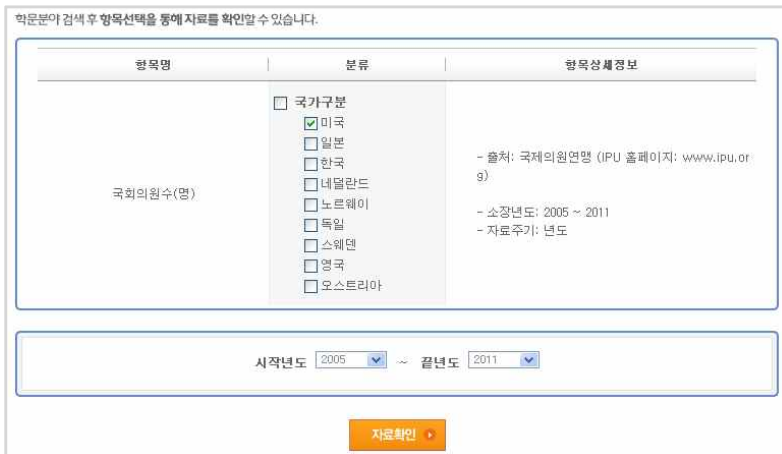 학문분야 검색 후 항목선택을 통해 자료를 확인할 수 있습니다.
항목명 분류 항목상세정보
국회의원수(명)
국가구분
미국
일본
한국
네덜란드
노르웨이
독일
스웨덴
영국
오스트리아
- 출처: 국제의원연맹 (IPU 홈페이지: www.ipu.or
g)
- 소장년도: 2005 ~ 2011
- 자료주기: 년도
시작년도 2005 ~ 끝년도 2011
자료확인